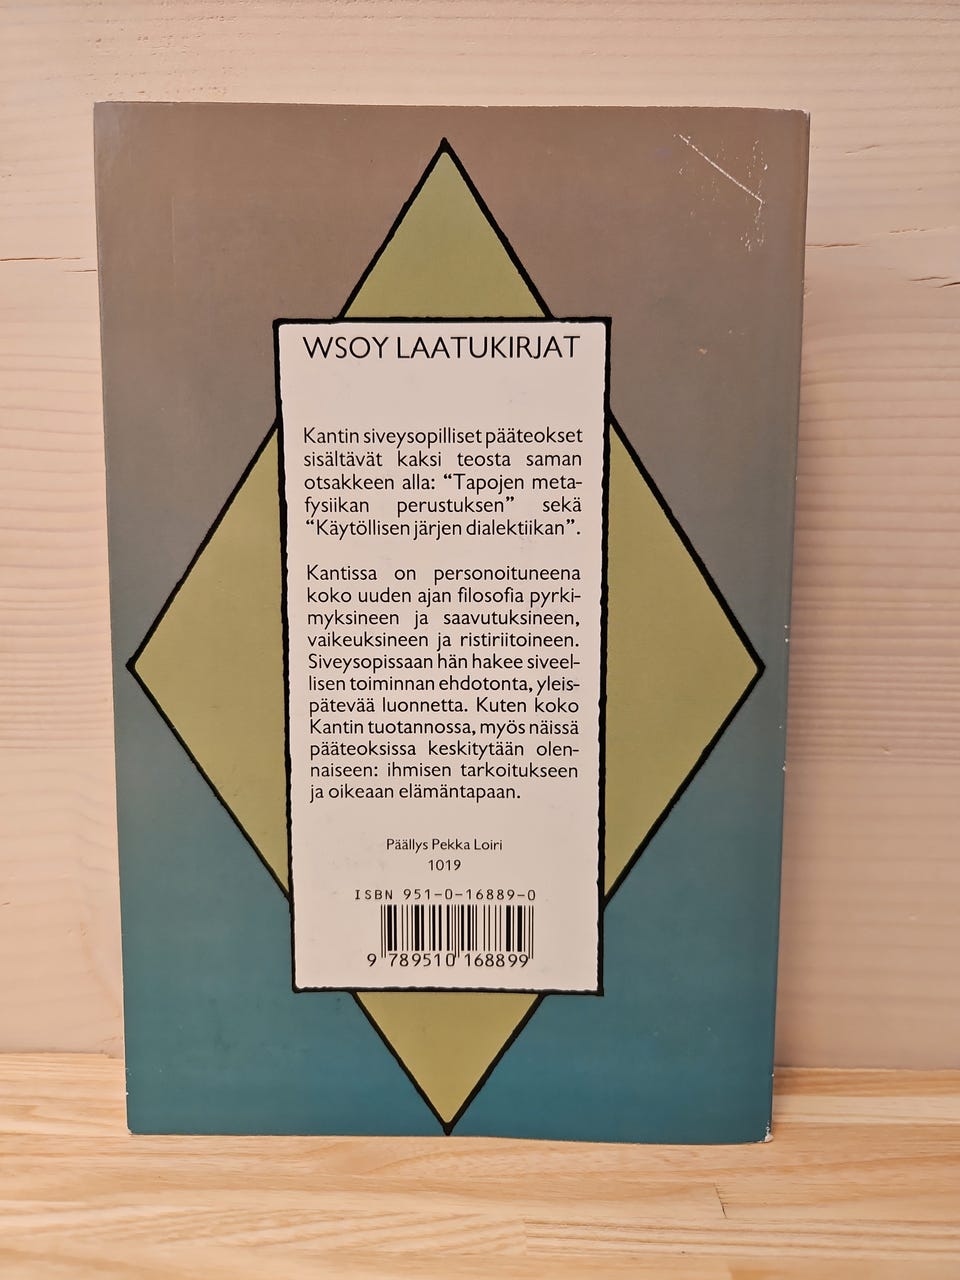 WSOY LAATUKIRJAT
Kantin siveysopilliset pääteokset
sisältävät kaksi teosta saman
otsakkeen alla: “Tapojen meta-
fysiikan perustuksen” sekä
“Käytöllisen järjen dialektiikan”.
Kantissa on personoituneena
koko uuden ajan filosofia pyrki-
myksineen ja saavutuksineen,
vaikeuksineen ja ristiriitoineen.
Siveysopissaan hän hakee siveel-
lisen toiminnan ehdotonta, yleis-
pätevää luonnetta. Kuten koko
Kantin tuotannossa, myös näissä
pääteoksissa keskitytään olen-
naiseen: ihmisen tarkoitukseen
ja oikeaan elämäntapaan.
Päällys Pekka Loiri
1019
ISBN 951-0-16889-0
9 789510 168899